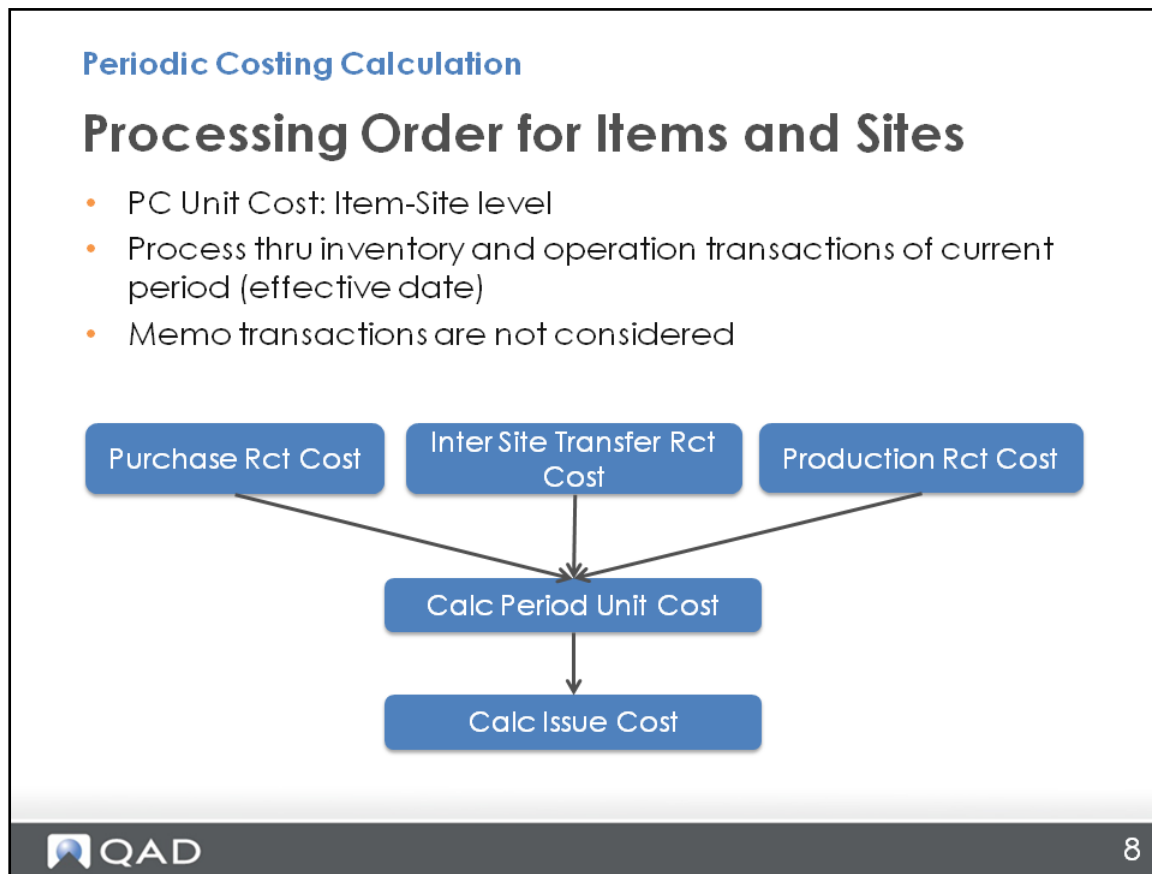 Periodic Costing Calculation
Processing Order for Items and Sites
• PC Unit Cost: Item-Site level
• Process thru inventory and operation transactions of current
period (effective date)
• Memo transactions are not considered
Purchase Rct Cost
Inter Site Transfer Rct
Cost
Production Rct Cost
Calc Period Unit Cost
Calc Issue Cost
QAD
8